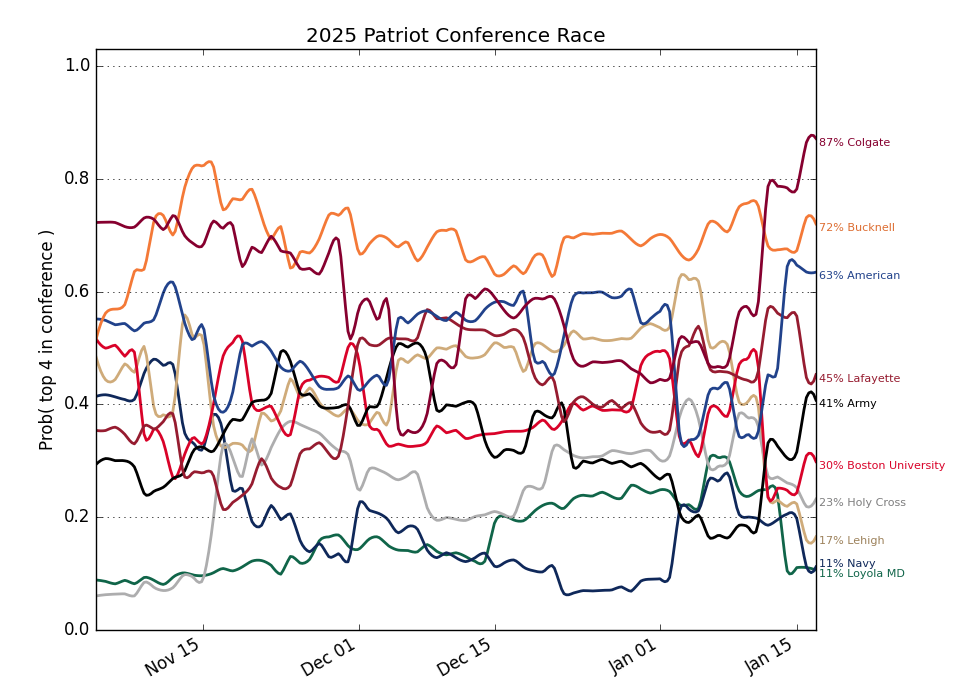 2025 Patriot Conference Race
Prob( top 4 in conference )
1.0
0.8
0.6
0.4
0.2
0.0
Nov 15
Dec 01
Dec 15
Jan 01
Jan 15
87% Colgate
72% Bucknell
63% American
45% Lafayette
41% Army
30% Boston University
23% Holy Cross
17% Lehigh
11% Navy
11% Loyola MD